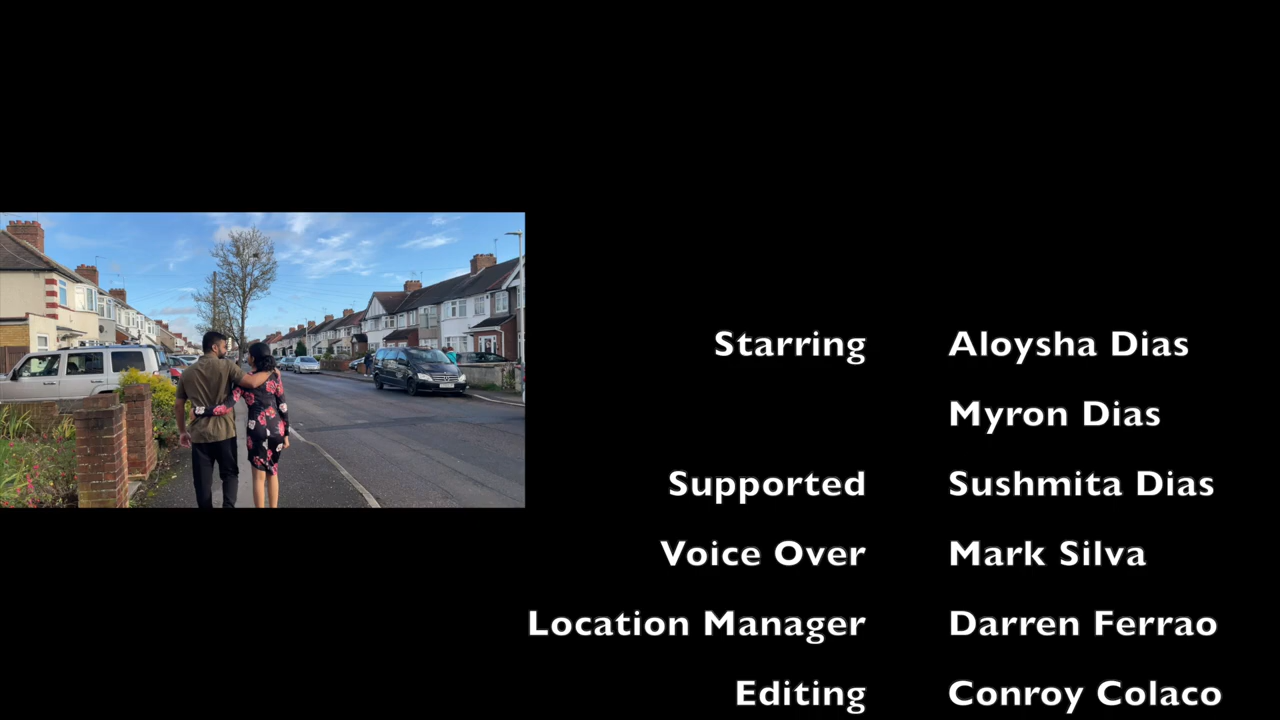 Starring Aloysha Dias
Myron Dias
Supported Sushmita Dias
Voice Over Mark Silva
Location Manager Darren Ferrao
Editing Conroy Colaco